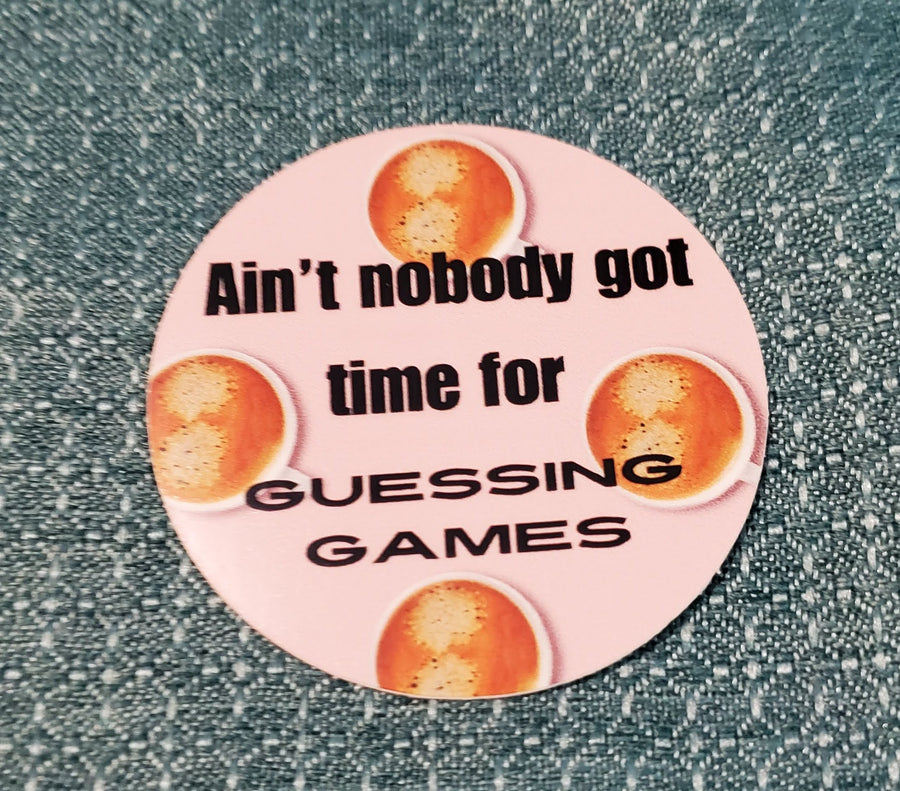 Ain't nobody got
time for
GUESSING
GAMES